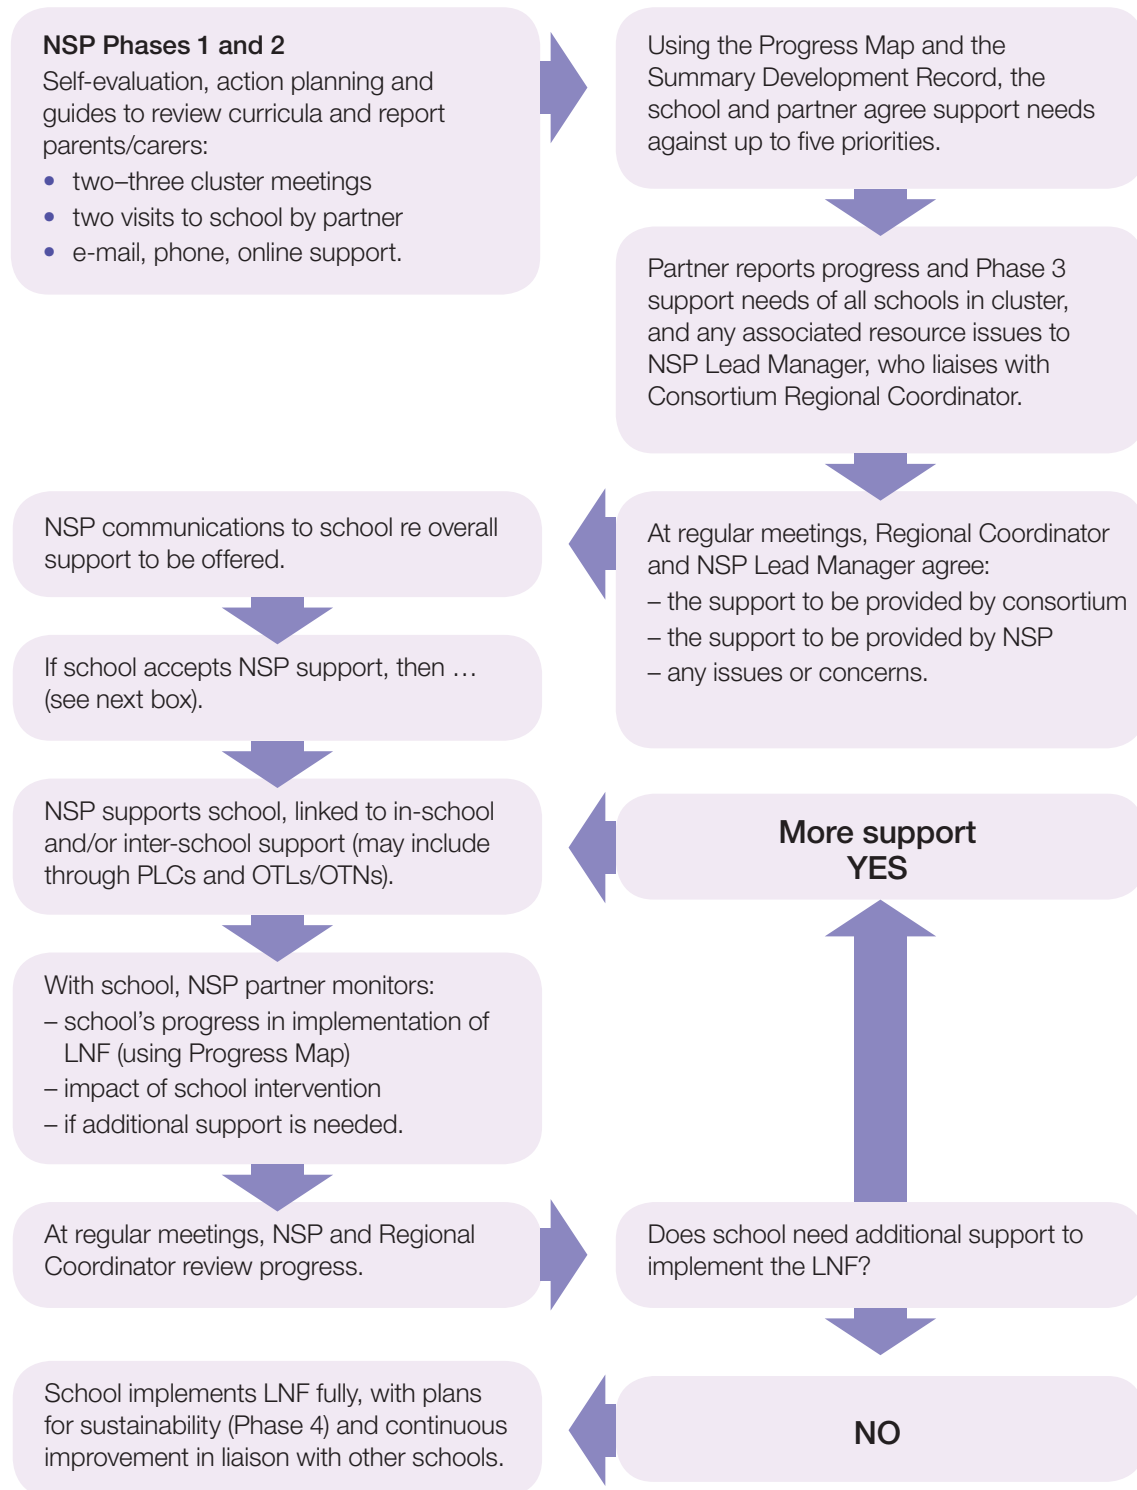 NSP Phases 1 and 2
Self-evaluation, action planning and
guides to review curricula and report
parents/carers:
• two–three cluster meetings
• two visits to school by partner
• e-mail, phone, online support.
Using the Progress Map and the
Summary Development Record, the
school and partner agree support needs
against up to five priorities.
Partner reports progress and Phase 3
support needs of all schools in cluster,
and any associated resource issues to
NSP Lead Manager, who liaises with
Consortium Regional Coordinator.
At regular meetings, Regional Coordinator
and NSP Lead Manager agree:
– the support to be provided by consortium
– the support to be provided by NSP
– any issues or concerns.
NSP communications to school re overall
support to be offered.
If school accepts NSP support, then …
(see next box).
NSP supports school, linked to in-school
and/or inter-school support (may include
through PLCs and OTLs/OTNs).
With school, NSP partner monitors:
– school's progress in implementation of
LNF (using Progress Map)
– impact of school intervention
– if additional support is needed.
At regular meetings, NSP and Regional
Coordinator review progress.
Does school need additional support to
implement the LNF?
More support
YES
NO
School implements LNF fully, with plans
for sustainability (Phase 4) and continuous
improvement in liaison with other schools.